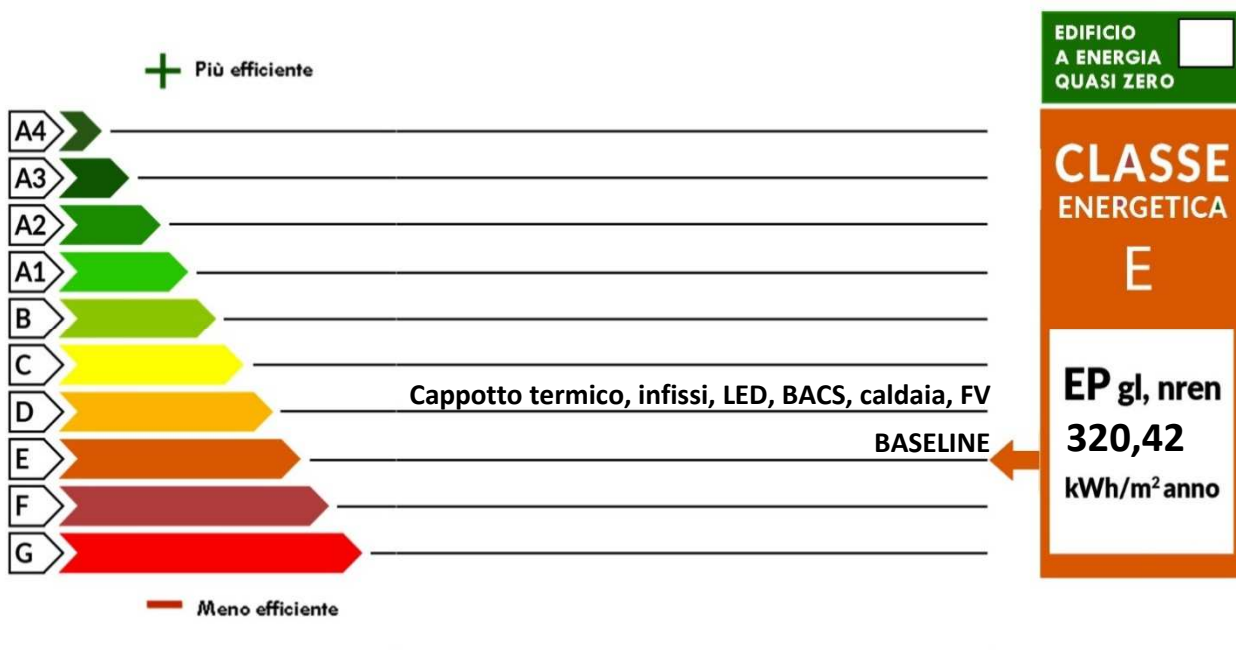 Più efficiente
A4
A3
A2
A1
B
C
D
E
F
G
Cappotto termico, infissi, LED, BACS, caldaia, FV
BASELINE
Meno efficiente
EDIFICIO
A ENERGIA
QUASI ZERO
CLASSE
ENERGETICA
E
EP gl, nren
320,42
kWh/m² anno